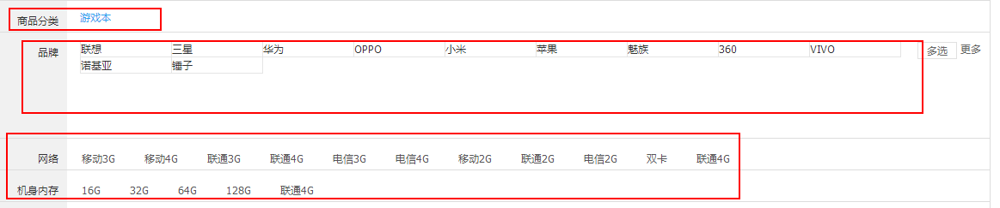 商品分类 游戏本
品牌 联想 三星 华为 OPPO 小米 苹果 魅族 360 VIVO 多选 更多
诺基亚 锤子
网络 移动3G 移动4G 联通3G 联通4G 电信3G 电信4G 移动2G 联通2G 电信2G 双卡 联通4G
机身内存 16G 32G 64G 128G 联通4G